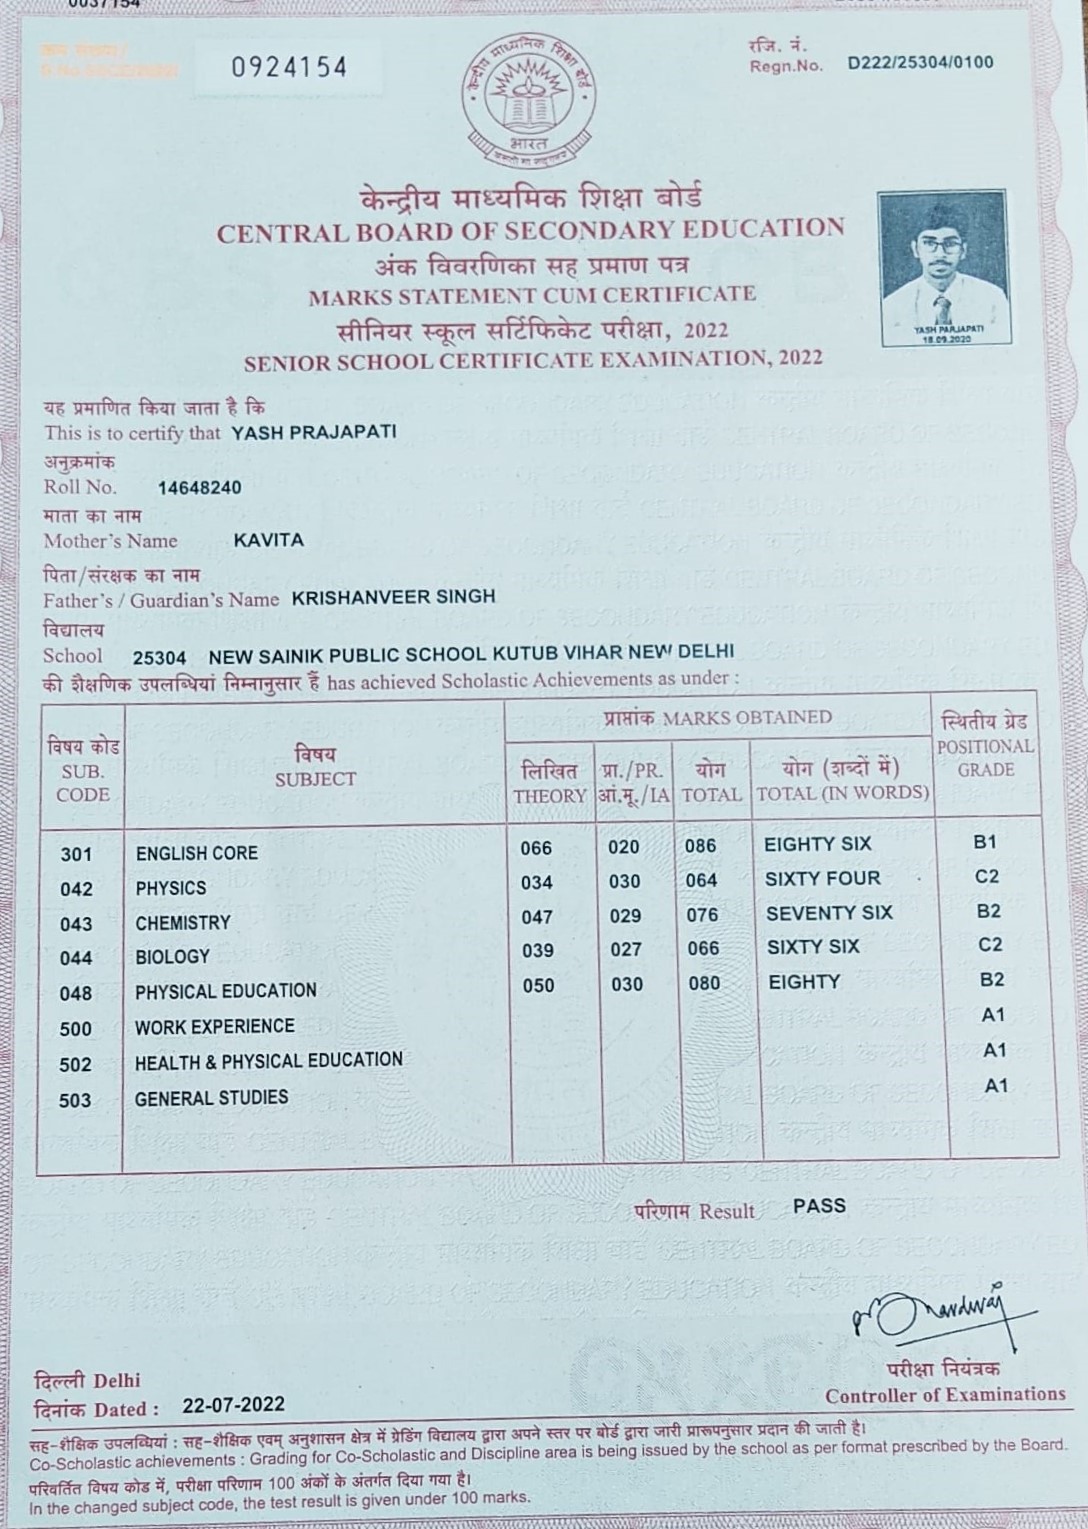 0037154
0924154
रजि. नं.
Regn.No. D222/25304/0100
केन्द्रीय माध्यमिक शिक्षा बोर्ड
भारत
केन्द्रीय माध्यमिक शिक्षा बोर्ड
CENTRAL BOARD OF SECONDARY EDUCATION
अंक विवरणिका सह प्रमाण पत्र
MARKS STATEMENT CUM CERTIFICATE
सीनियर स्कूल सर्टिफिकेट परीक्षा, 2022
SENIOR SCHOOL CERTIFICATE EXAMINATION, 2022
YASH PARJAPATI
18.09.2020
यह प्रमाणित किया जाता है कि
This is to certify that YASH PRAJAPATI
अनुक्रमांक
Roll No. 14648240
माता का नाम
Mother's Name KAVITA
पिता/संरक्षक का नाम
Father's / Guardian's Name KRISHANVEER SINGH
विद्यालय
School 25304 NEW SAINIK PUBLIC SCHOOL KUTUB VIHAR NEW DELHI
की शैक्षणिक उपलब्धियां निम्नानुसार हैं has achieved Scholastic Achievements as under :
विषय कोड SUB. CODE
विषय SUBJECT
प्राप्तांक MARKS OBTAINED
लिखित THEORY
प्रा./PR. आं.मू./IA
योग TOTAL
योग (शब्दों में) TOTAL (IN WORDS)
स्थितीय ग्रेड POSITIONAL GRADE
301 ENGLISH CORE 066 020 086 EIGHTY SIX B1
042 PHYSICS 034 030 064 SIXTY FOUR C2
043 CHEMISTRY 047 029 076 SEVENTY SIX B2
044 BIOLOGY 039 027 066 SIXTY SIX C2
048 PHYSICAL EDUCATION 050 030 080 EIGHTY B2
500 WORK EXPERIENCE A1
502 HEALTH & PHYSICAL EDUCATION A1
503 GENERAL STUDIES A1
परिणाम Result PASS
दिल्ली Delhi
दिनांक Dated : 22-07-2022
परीक्षा नियंत्रक
Controller of Examinations
सह-शैक्षिक उपलब्धियां : सह-शैक्षिक एवम् अनुशासन क्षेत्र में ग्रेडिंग विद्यालय द्वारा अपने स्तर पर बोर्ड द्वारा जारी प्रारूपनुसार प्रदान की जाती है।
Co-Scholastic achievements : Grading for Co-Scholastic and Discipline area is being issued by the school as per format prescribed by the Board.
परिवर्तित विषय कोड में, परीक्षा परिणाम 100 अंकों के अंतर्गत दिया गया है।
In the changed subject code, the test result is given under 100 marks.